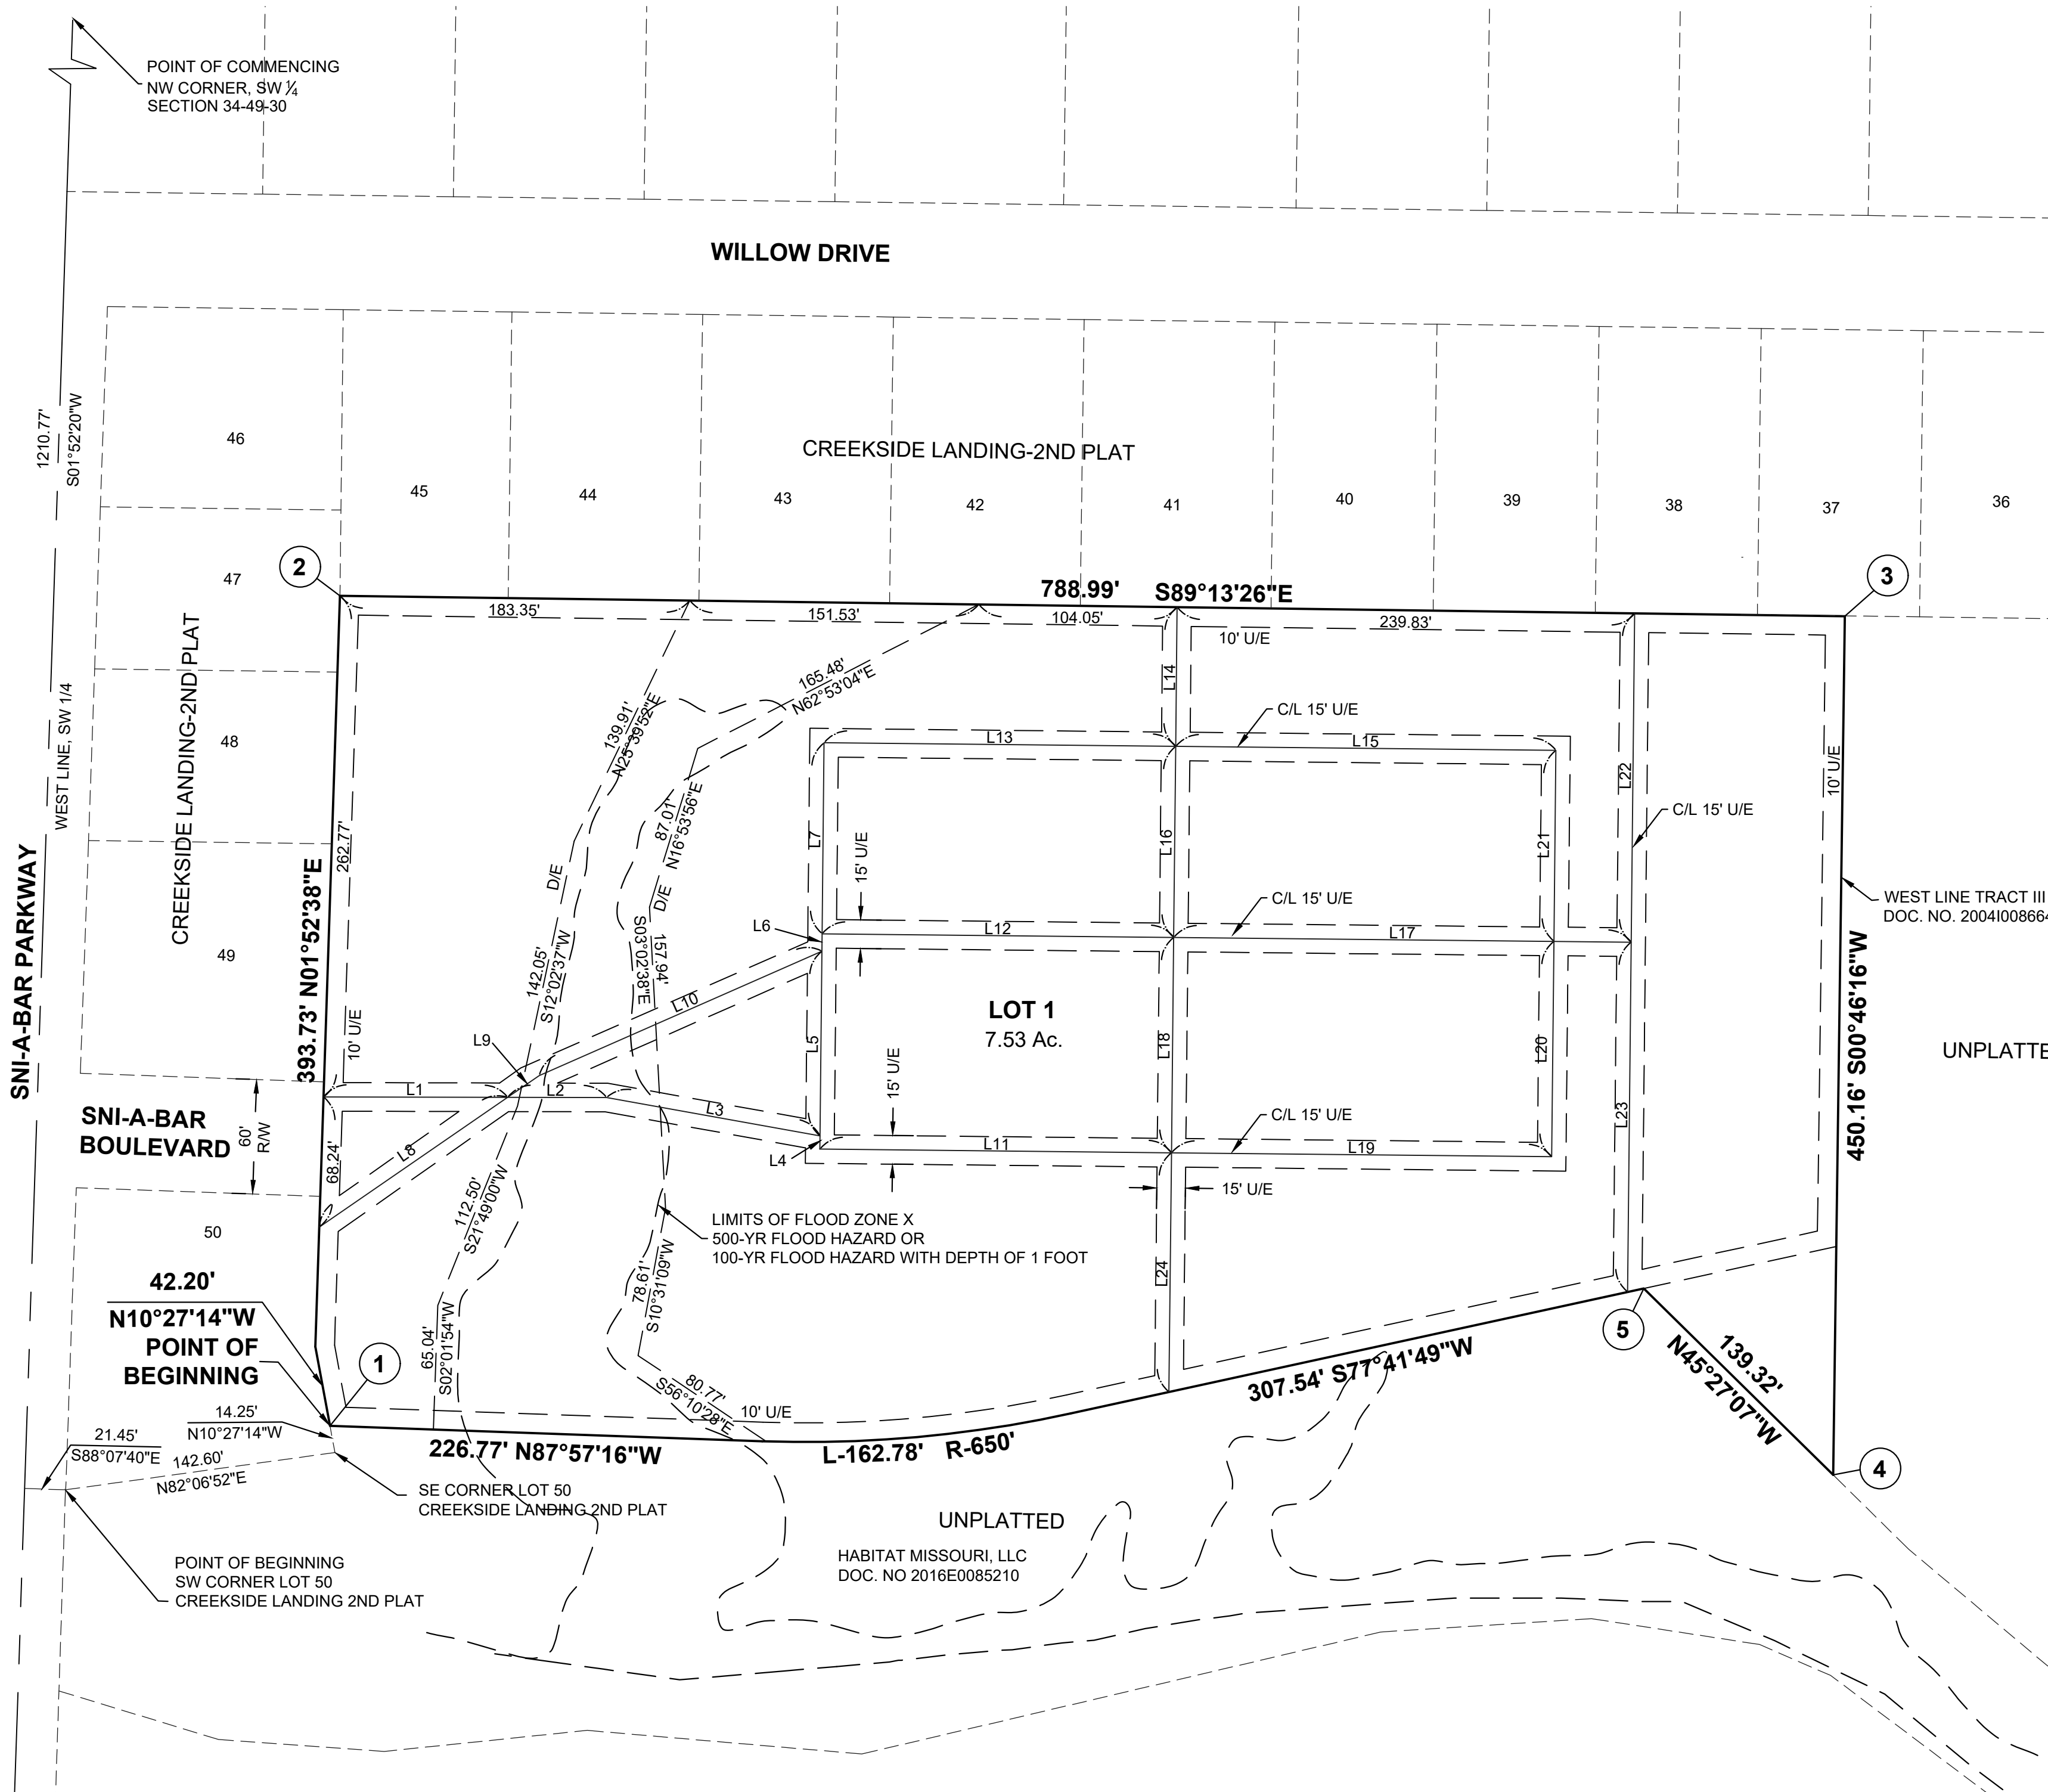 POINT OF COMMENCING
NW CORNER, SW ¼
SECTION 34-49-30
WILLOW DRIVE
1210.77'
S01°52'20"W
46
45
44
43
42
41
40
39
38
37
36
CREEKSIDE LANDING-2ND PLAT
47
48
49
CREEKSIDE LANDING-2ND PLAT
WEST LINE, SW 1/4
SNI-A-BAR PARKWAY
2
3
788.99' S89°13'26"E
183.35'
151.53'
104.05'
239.83'
10' U/E
165.48'
N62°53'04"E
139.91'
N25°39'52"E
L14
C/L 15' U/E
L13
L15
L22
10' U/E
C/L 15' U/E
262.77'
393.73' N01°52'38"E
10' U/E
D/E
87.01'
N16°53'56"E
D/E
L7
15' U/E
L16
L21
C/L 15' U/E
WEST LINE TRACT III
DOC. NO. 2004I008664
L6
L12
L17
142.05'
S12°02'37"W
157.94'
S03°02'38"E
L10
LOT 1
7.53 Ac.
450.16' S00°46'16"W
UNPLATTE
L9
L5
L18
L20
15' U/E
L1
L2
L3
SNI-A-BAR
BOULEVARD
60'
R/W
68.24'
L8
L4
L11
C/L 15' U/E
L19
L23
15' U/E
112.50'
S21°49'00"W
50
LIMITS OF FLOOD ZONE X
500-YR FLOOD HAZARD OR
100-YR FLOOD HAZARD WITH DEPTH OF 1 FOOT
78.61'
S10°31'09"W
L24
42.20'
N10°27'14"W
POINT OF
BEGINNING
1
65.04'
S02°01'54"W
5
139.32'
N45°27'07"W
307.54' S77°41'49"W
80.77'
S56°10'28"E
10' U/E
14.25'
N10°27'14"W
21.45'
S88°07'40"E
142.60'
N82°06'52"E
226.77' N87°57'16"W
L-162.78' R-650'
4
SE CORNER LOT 50
CREEKSIDE LANDING 2ND PLAT
UNPLATTED
HABITAT MISSOURI, LLC
DOC. NO 2016E0085210
POINT OF BEGINNING
SW CORNER LOT 50
CREEKSIDE LANDING 2ND PLAT